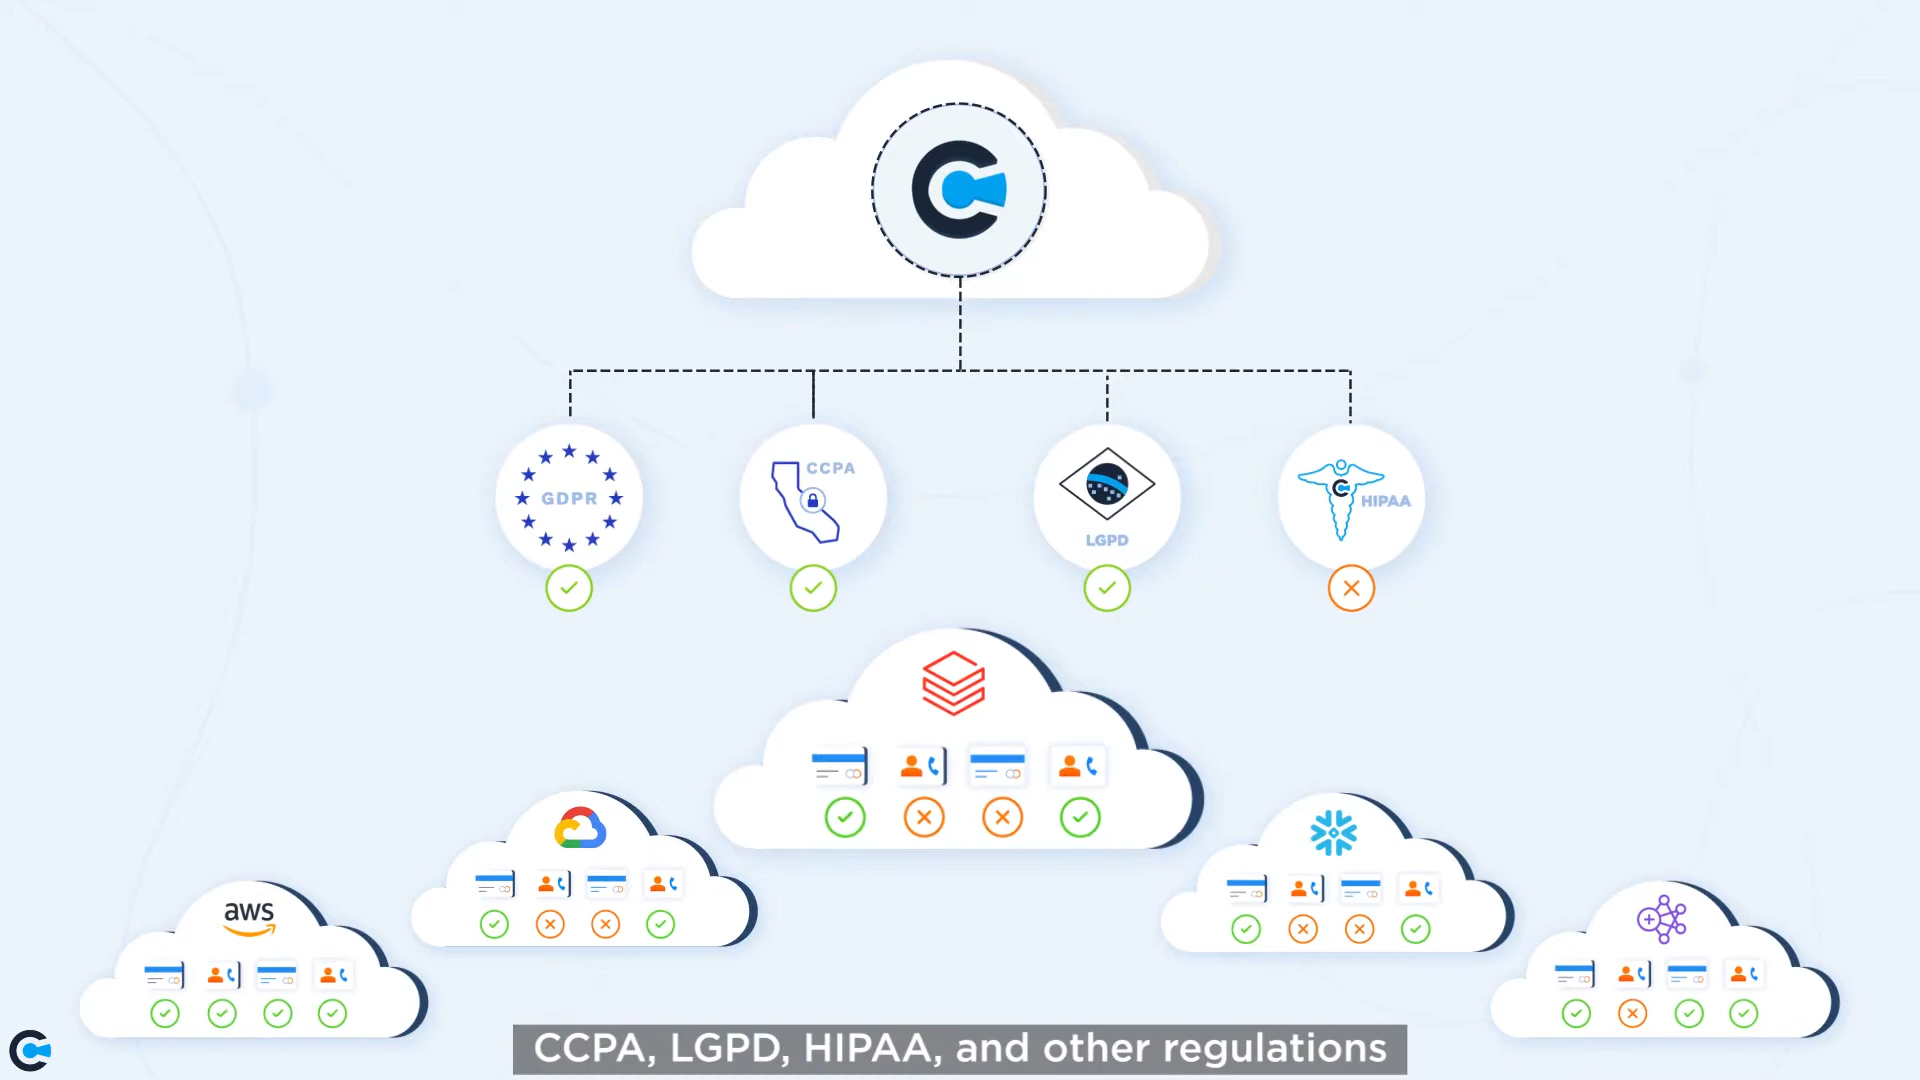 GDPR
CCPA
LGPD
HIPAA
aws
CCPA, LGPD, HIPAA, and other regulations